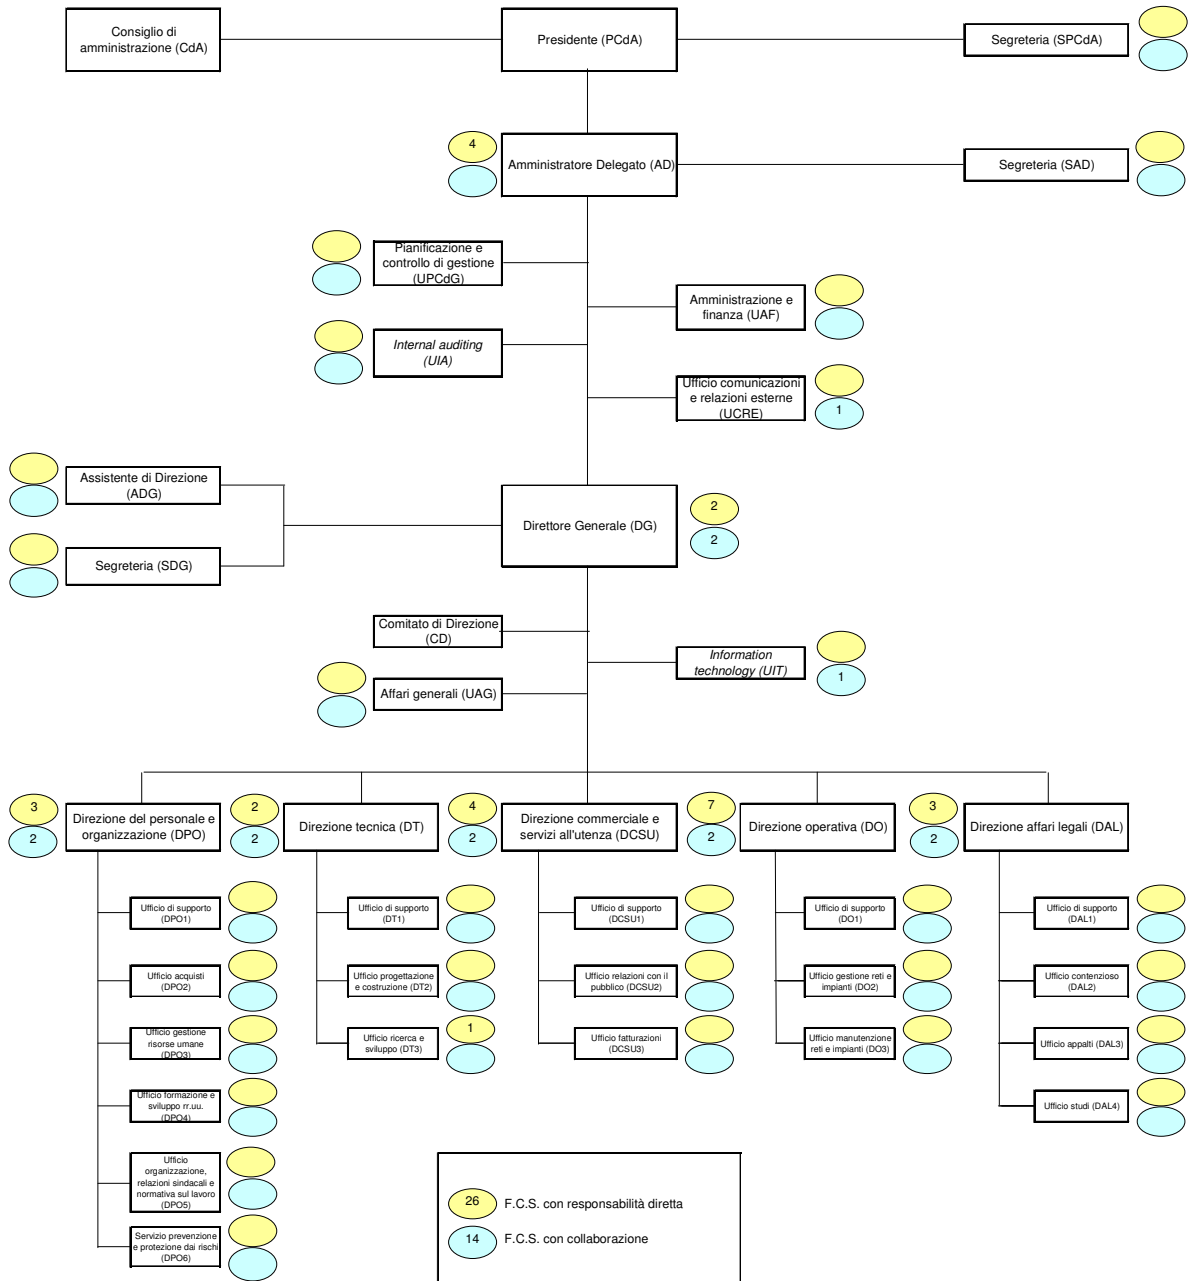 Consiglio di
amministrazione (CdA)
Presidente (PCdA)
Segreteria (SPCdA)
4
Amministratore Delegato (AD)
Segreteria (SAD)
Pianificazione e
controllo di gestione
(UPCdG)
Amministrazione e
finanza (UAF)
Internal auditing
(UIA)
Ufficio comunicazioni
e relazioni esterne
(UCRE)
1
Assistente di Direzione
(ADG)
Direttore Generale (DG)
2
2
Segreteria (SDG)
Comitato di Direzione
(CD)
Information
technology (UIT)
1
Affari generali (UAG)
3
2
Direzione del personale e
organizzazione (DPO)
2
2
Direzione tecnica (DT)
4
2
Direzione commerciale e
servizi all'utenza (DCSU)
7
2
Direzione operativa (DO)
3
2
Direzione affari legali (DAL)
Ufficio di supporto
(DPO1)
Ufficio di supporto
(DT1)
Ufficio di supporto
(DCSU1)
Ufficio di supporto
(DO1)
Ufficio di supporto
(DAL1)
Ufficio acquisti
(DPO2)
Ufficio progettazione
e costruzione (DT2)
Ufficio relazioni con il
pubblico (DCSU2)
Ufficio gestione reti e
impianti (DO2)
Ufficio contenzioso
(DAL2)
Ufficio gestione
risorse umane
(DPO3)
Ufficio ricerca e
sviluppo (DT3)
1
Ufficio fatturazioni
(DCSU3)
Ufficio manutenzione
reti e impianti (DO3)
Ufficio appalti (DAL3)
Ufficio formazione e
sviluppo rr.uu.
(DPO4)
Ufficio studi (DAL4)
Ufficio
organizzazione,
relazioni sindacali e
normativa sul lavoro
(DPO5)
Servizio prevenzione
e protezione dai rischi
(DPO6)
26
F.C.S. con responsabilità diretta
14
F.C.S. con collaborazione